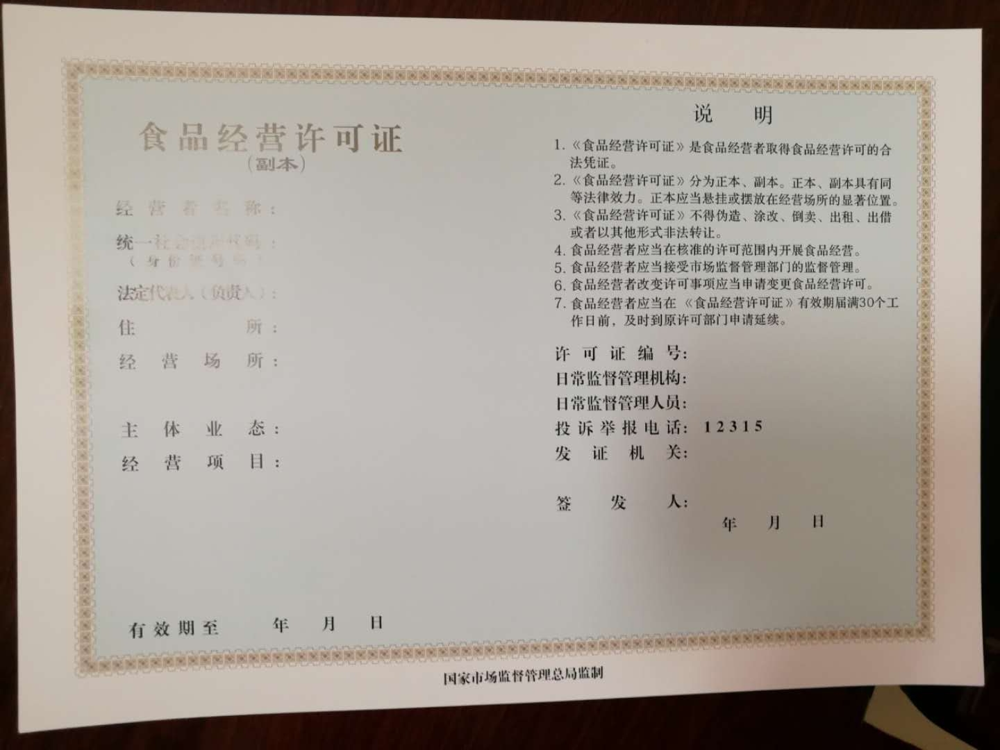 食品经营许可证
(副本)
经营者名称：
统一社会信用代码：
(身份证号码)
法定代表人(负责人)：
住所：
经营场所：
主体业态：
经营项目：
有效期至 年 月 日
说 明
1.《食品经营许可证》是食品经营者取得食品经营许可的合
法凭证。
2.《食品经营许可证》分为正本、副本。正本、副本具有同
等法律效力。正本应当悬挂或摆放在经营场所的显著位置。
3.《食品经营许可证》不得伪造、涂改、倒卖、出租、出借
或者以其他形式非法转让。
4. 食品经营者应当在核准的许可范围内开展食品经营。
5. 食品经营者应当接受市场监督管理部门的监督管理。
6. 食品经营者改变许可事项应当申请变更食品经营许可。
7. 食品经营者应当在《食品经营许可证》有效期届满30个工
作日前，及时到原许可部门申请延续。
许可证编号：
日常监督管理机构：
日常监督管理人员：
投诉举报电话：12315
发证机关：
签发人：
年 月 日
国家市场监督管理总局监制